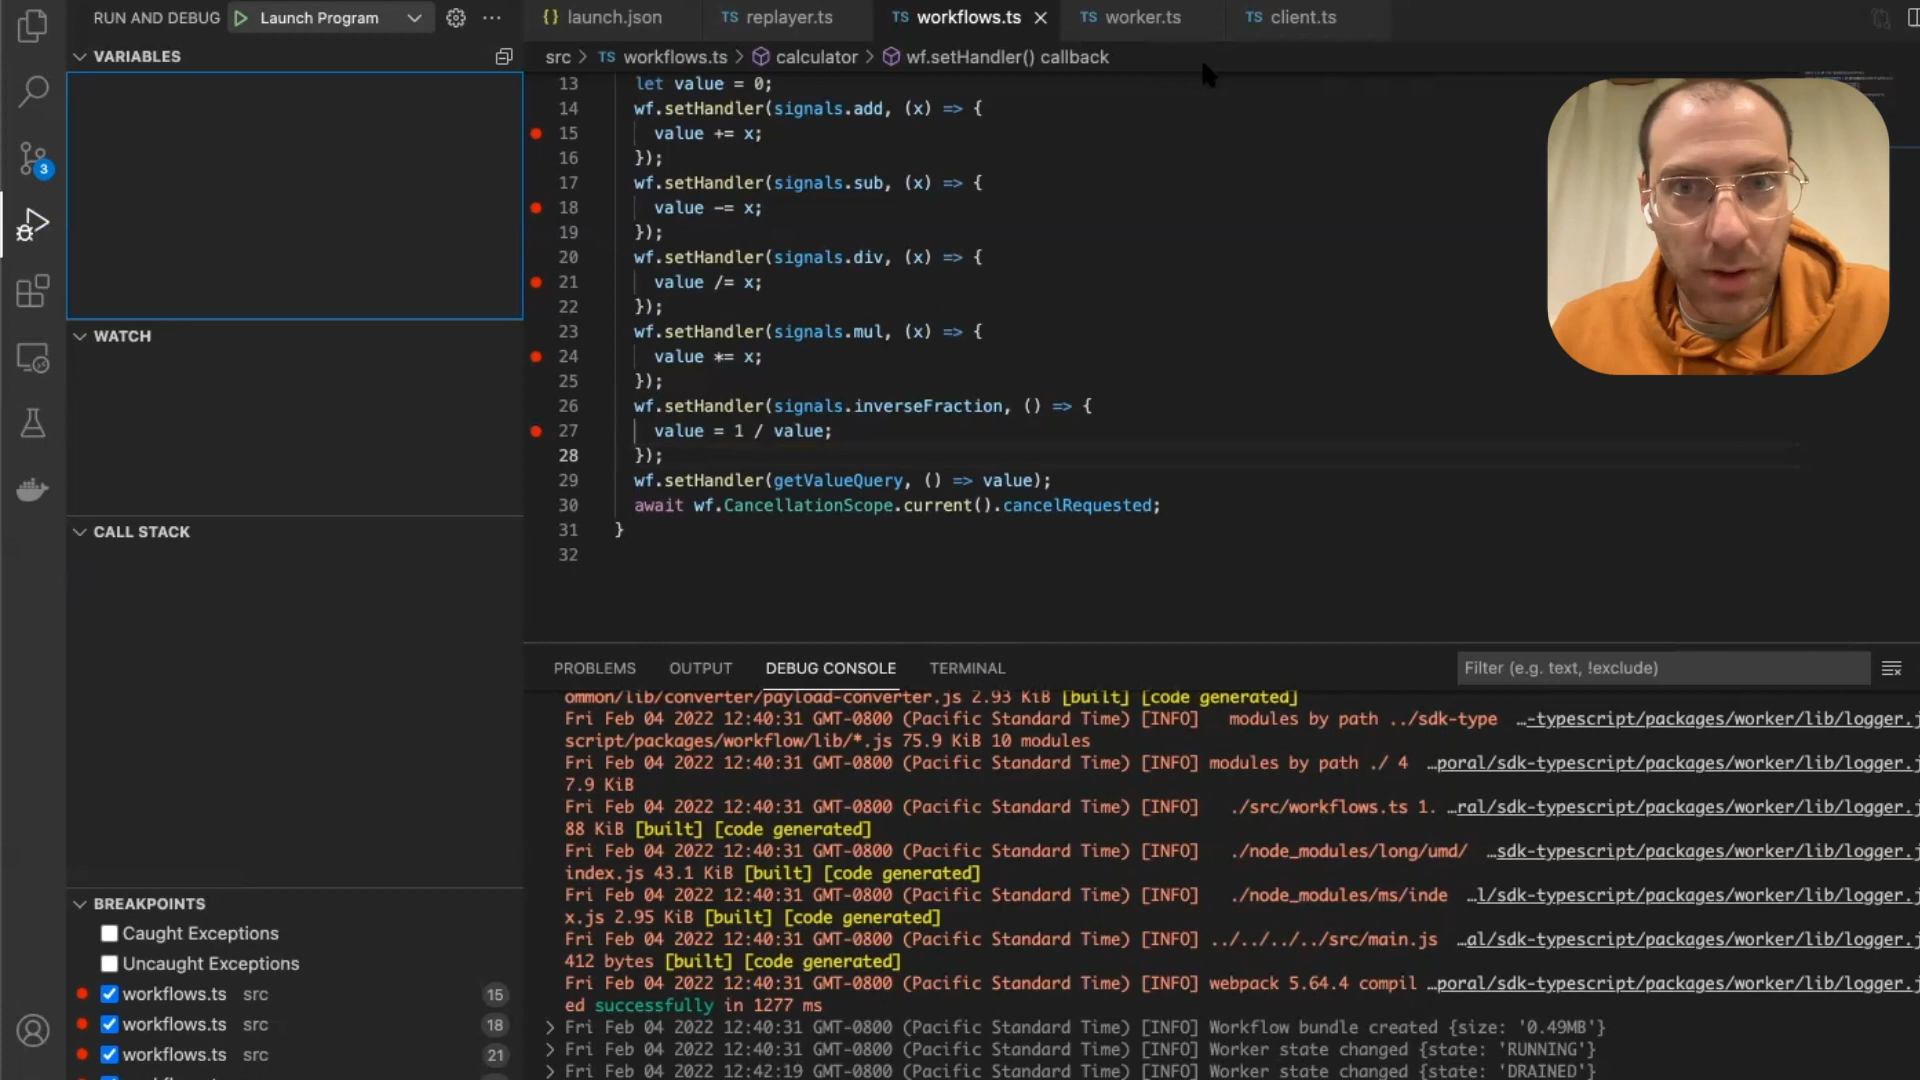 RUN AND DEBUG
Launch Program
launch.json
TS replayer.ts
TS workflows.ts
TS worker.ts
TS client.ts
VARIABLES
src > TS workflows.ts > calculator > wf.setHandler() callback
13 let value = 0;
14 wf.setHandler(signals.add, (x) => {
15 value += x;
16 });
17 wf.setHandler(signals.sub, (x) => {
18 value -= x;
19 });
20 wf.setHandler(signals.div, (x) => {
21 value /= x;
22 });
23 wf.setHandler(signals.mul, (x) => {
24 value *= x;
25 });
26 wf.setHandler(signals.inverseFraction, () => {
27 value = 1 / value;
28 });
29 wf.setHandler(getValueQuery, () => value);
30 await wf.CancellationScope.current().cancelRequested;
31 }
32
3
WATCH
CALL STACK
BREAKPOINTS
Caught Exceptions
Uncaught Exceptions
workflows.ts src 15
workflows.ts src 18
workflows.ts src 21
PROBLEMS OUTPUT DEBUG CONSOLE TERMINAL
Filter (e.g. text, !exclude)
ommon/lib/converter/payload-converter.js 2.93 KiB [built] [code generated]
Fri Feb 04 2022 12:40:31 GMT-0800 (Pacific Standard Time) [INFO] modules by path ../sdk-type …-typescript/packages/worker/lib/logger.j
script/packages/workflow/lib/*.js 75.9 KiB 10 modules
Fri Feb 04 2022 12:40:31 GMT-0800 (Pacific Standard Time) [INFO] modules by path ./ 4 …poral/sdk-typescript/packages/worker/lib/logger.j
7.9 KiB
Fri Feb 04 2022 12:40:31 GMT-0800 (Pacific Standard Time) [INFO] ./src/workflows.ts 1. …ral/sdk-typescript/packages/worker/lib/logger.j
88 KiB [built] [code generated]
Fri Feb 04 2022 12:40:31 GMT-0800 (Pacific Standard Time) [INFO] ./node_modules/long/umd/ …sdk-typescript/packages/worker/lib/logger.j
index.js 43.1 KiB [built] [code generated]
Fri Feb 04 2022 12:40:31 GMT-0800 (Pacific Standard Time) [INFO] ./node_modules/ms/inde …l/sdk-typescript/packages/worker/lib/logger.j
x.js 2.95 KiB [built] [code generated]
Fri Feb 04 2022 12:40:31 GMT-0800 (Pacific Standard Time) [INFO] ../../../../src/main.js …al/sdk-typescript/packages/worker/lib/logger.j
412 bytes [built] [code generated]
Fri Feb 04 2022 12:40:31 GMT-0800 (Pacific Standard Time) [INFO] webpack 5.64.4 compil …poral/sdk-typescript/packages/worker/lib/logger.j
ed successfully in 1277 ms
> Fri Feb 04 2022 12:40:31 GMT-0800 (Pacific Standard Time) [INFO] Workflow bundle created {size: '0.49MB'}
> Fri Feb 04 2022 12:40:31 GMT-0800 (Pacific Standard Time) [INFO] Worker state changed {state: 'RUNNING'}
> Fri Feb 04 2022 12:42:19 GMT-0800 (Pacific Standard Time) [INFO] Worker state changed {state: 'DRAINED'}